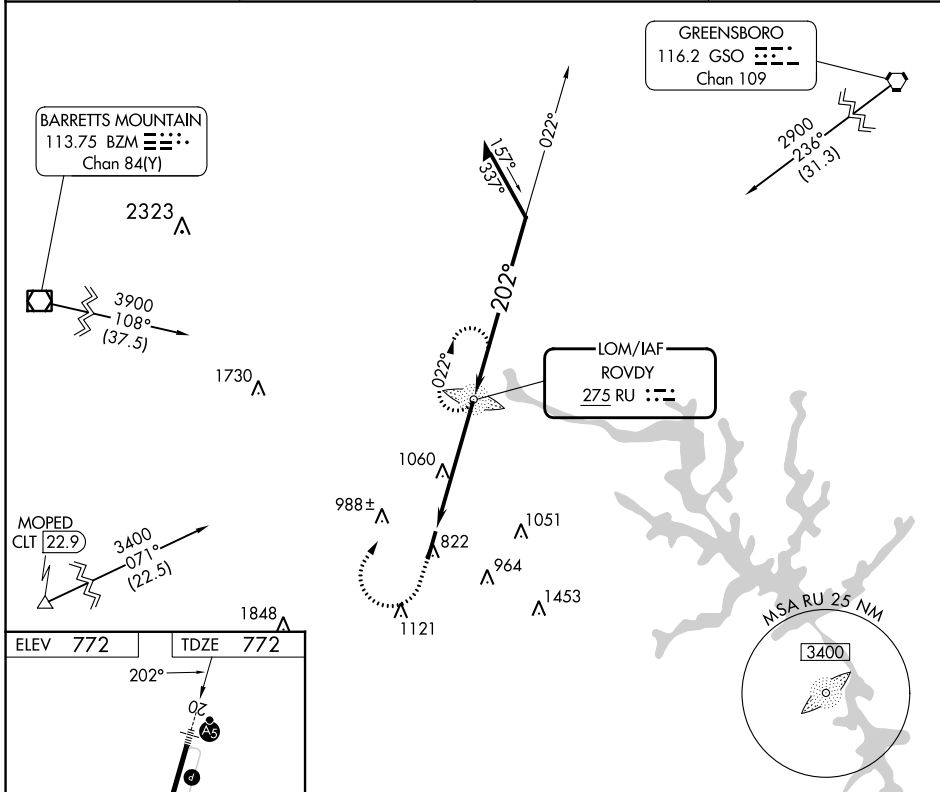 GREENSBORO
116.2 GSO
Chan 109
2900
236°
(31.3)
BARRETTS MOUNTAIN
113.75 BZM
Chan 84(Y)
022°
157°
337°
2323
202°
3900
108°
(37.5)
LOM/IAF
ROVDY
275 RU
022°
1730
1060
988±
1051
MOPED
CLT 22.9
3400
071°
(22.5)
822
964
1453
1848
1121
MSA RU 25 NM
3400
ELEV 772
TDZE 772
202°
20
A5
P